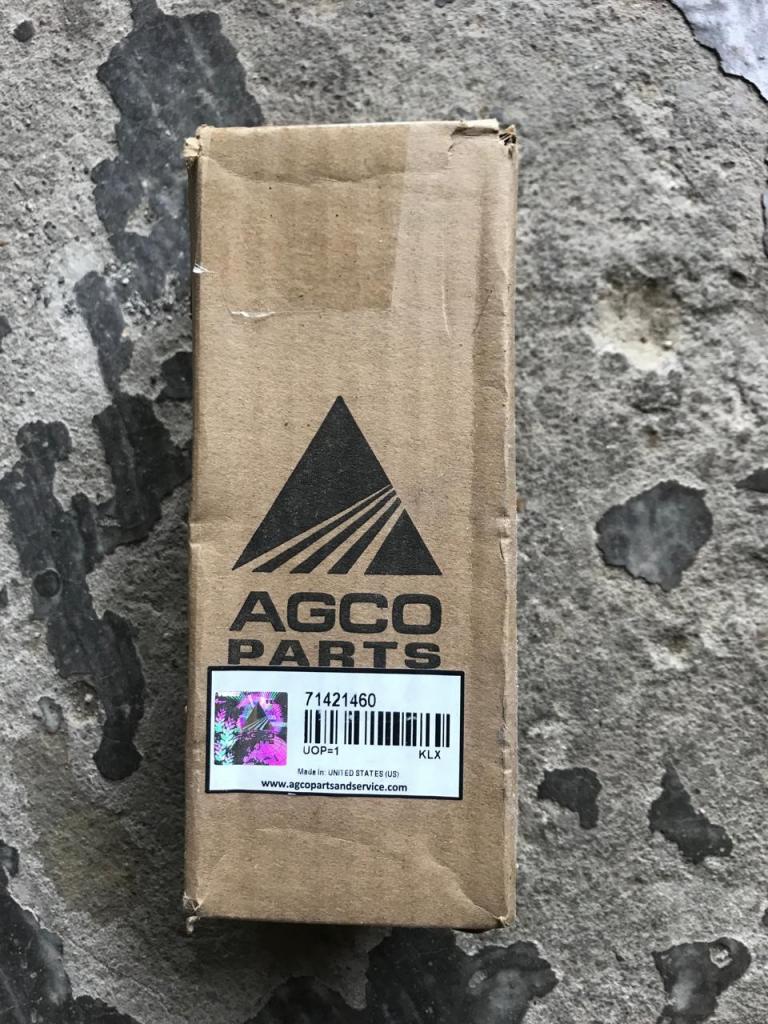 AGCO
PARTS
71421460
UOP=1 KLX
Made in: UNITED STATES (US)
www.agcopartsandservice.com